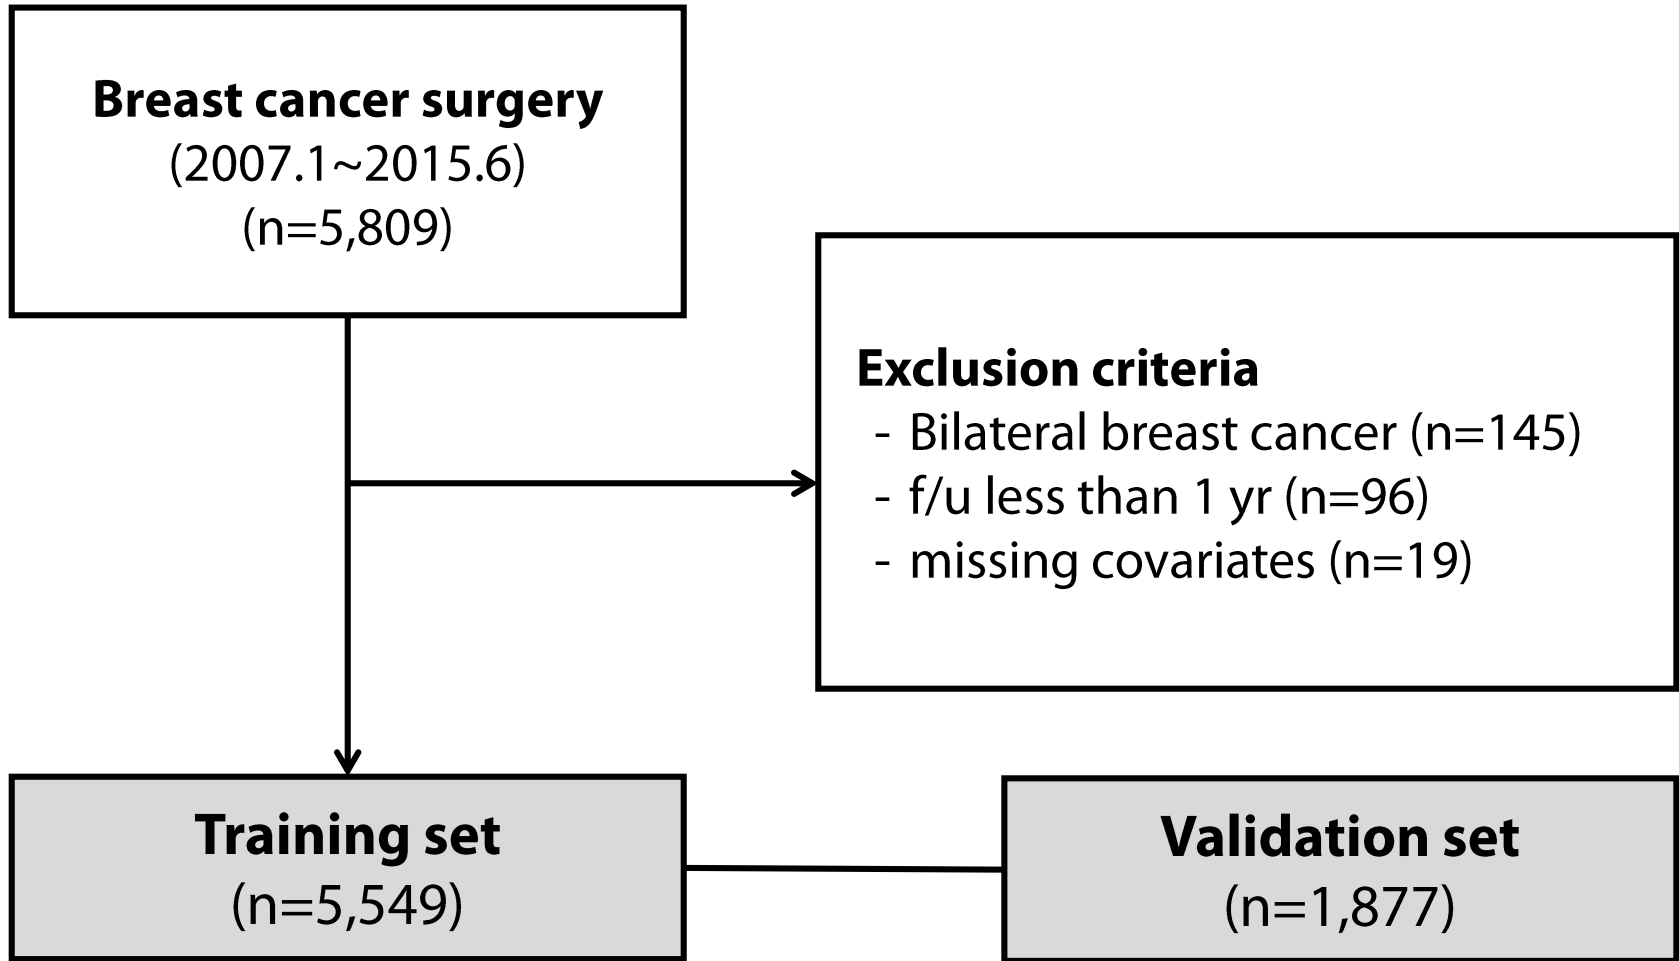 Breast cancer surgery
(2007.1~2015.6)
(n=5,809)
Exclusion criteria
- Bilateral breast cancer (n=145)
- f/u less than 1 yr (n=96)
- missing covariates (n=19)
Training set
(n=5,549)
Validation set
(n=1,877)